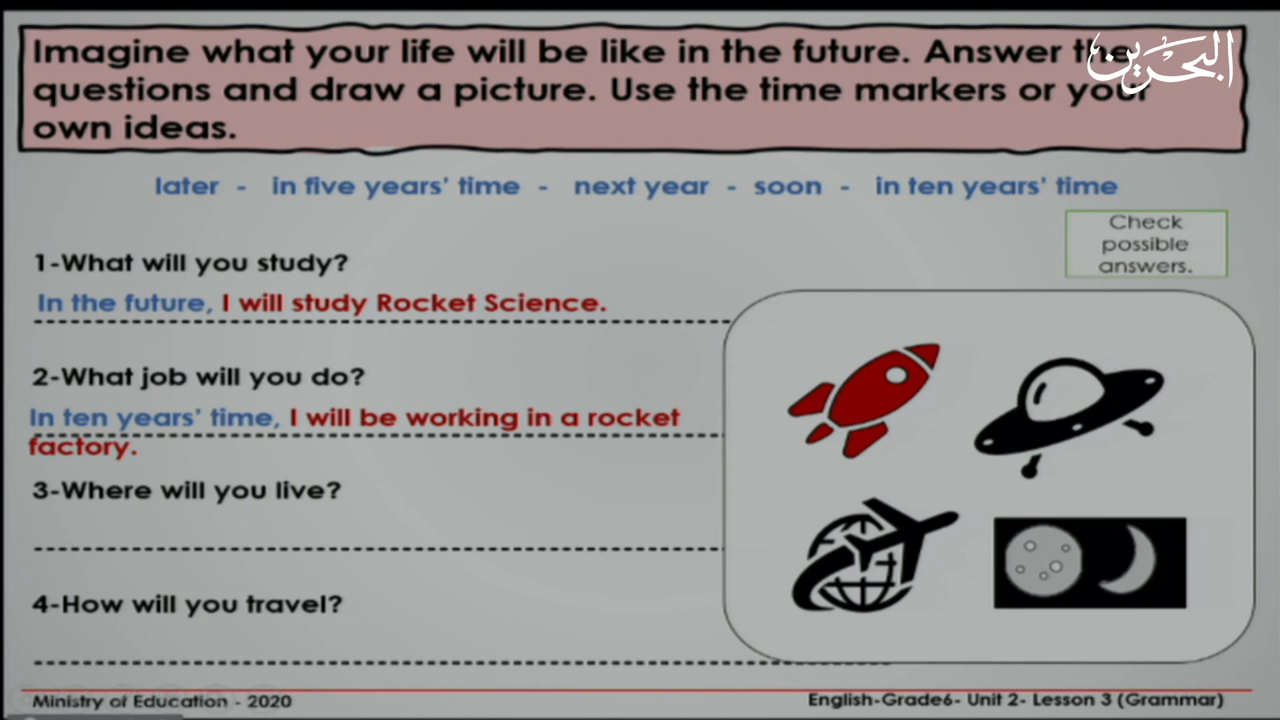 Imagine what your life will be like in the future. Answer the
questions and draw a picture. Use the time markers or your
own ideas.
البحرين
later - in five years' time - next year - soon - in ten years' time
Check
possible
answers.
1-What will you study?
In the future, I will study Rocket Science.
2-What job will you do?
In ten years' time, I will be working in a rocket
factory.
3-Where will you live?
4-How will you travel?
Ministry of Education - 2020
English-Grade6- Unit 2- Lesson 3 (Grammar)